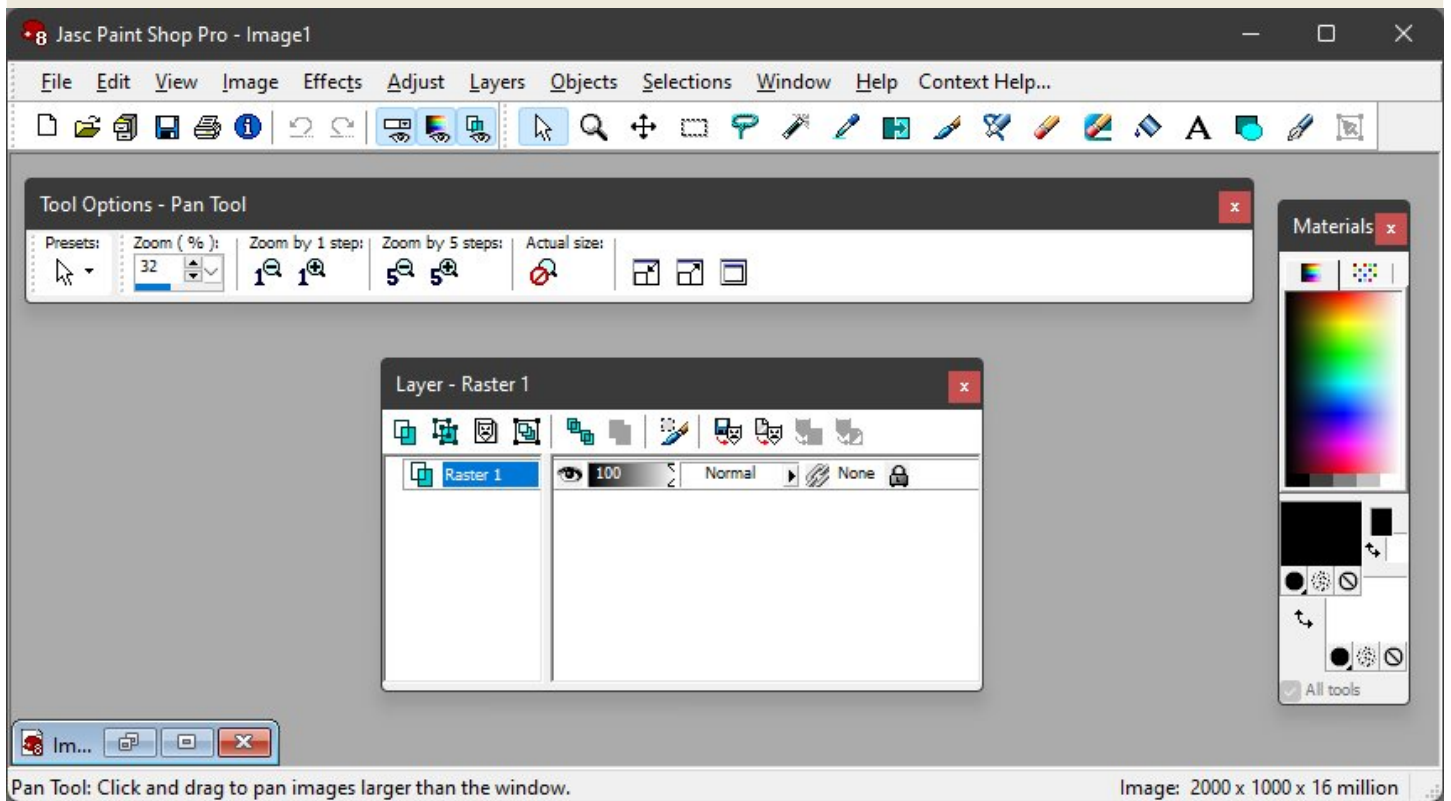 8 Jasc Paint Shop Pro - Image1
File Edit View Image Effects Adjust Layers Objects Selections Window Help Context Help...
Tool Options - Pan Tool
Presets: Zoom ( % ): Zoom by 1 step: Zoom by 5 steps: Actual size:
32 1 1 5 5
Materials
Layer - Raster 1
Raster 1 100 Normal None
All tools
Im...
Pan Tool: Click and drag to pan images larger than the window. Image: 2000 x 1000 x 16 million